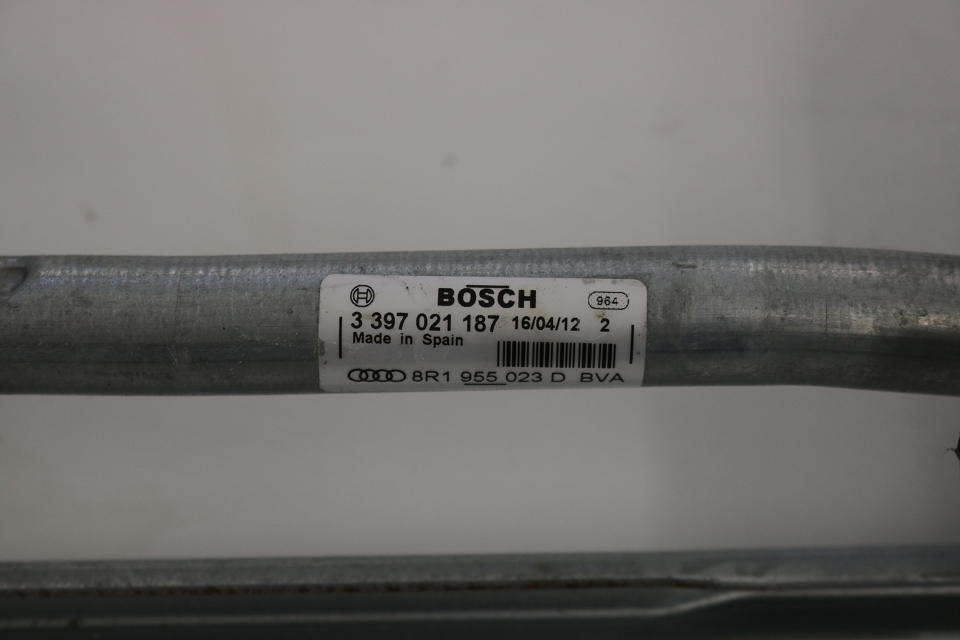 BOSCH 964
3 397 021 187 16/04/12 2
Made in Spain
8R1 955 023 D BVA